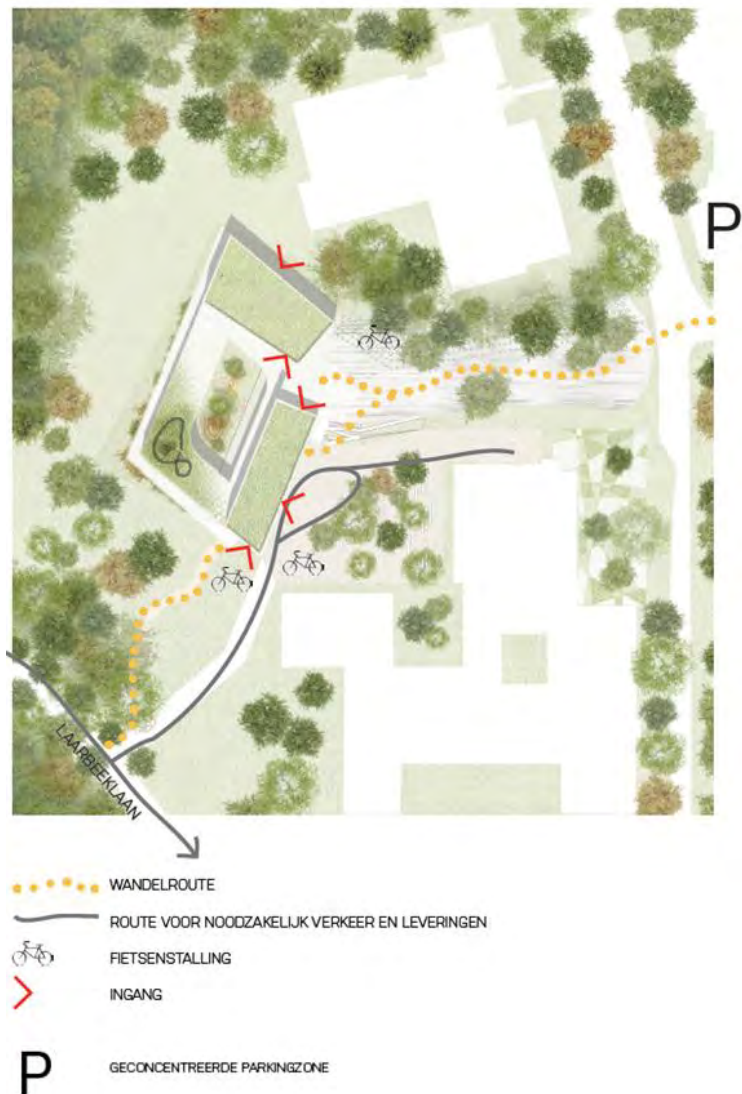 P
LAARBEEKLAAN
WANDELROUTE
ROUTE VOOR NOODZAKELIJK VERKEER EN LEVERINGEN
FIETSENSTALLING
INGANG
P GECONCENTREERDE PARKINGZONE